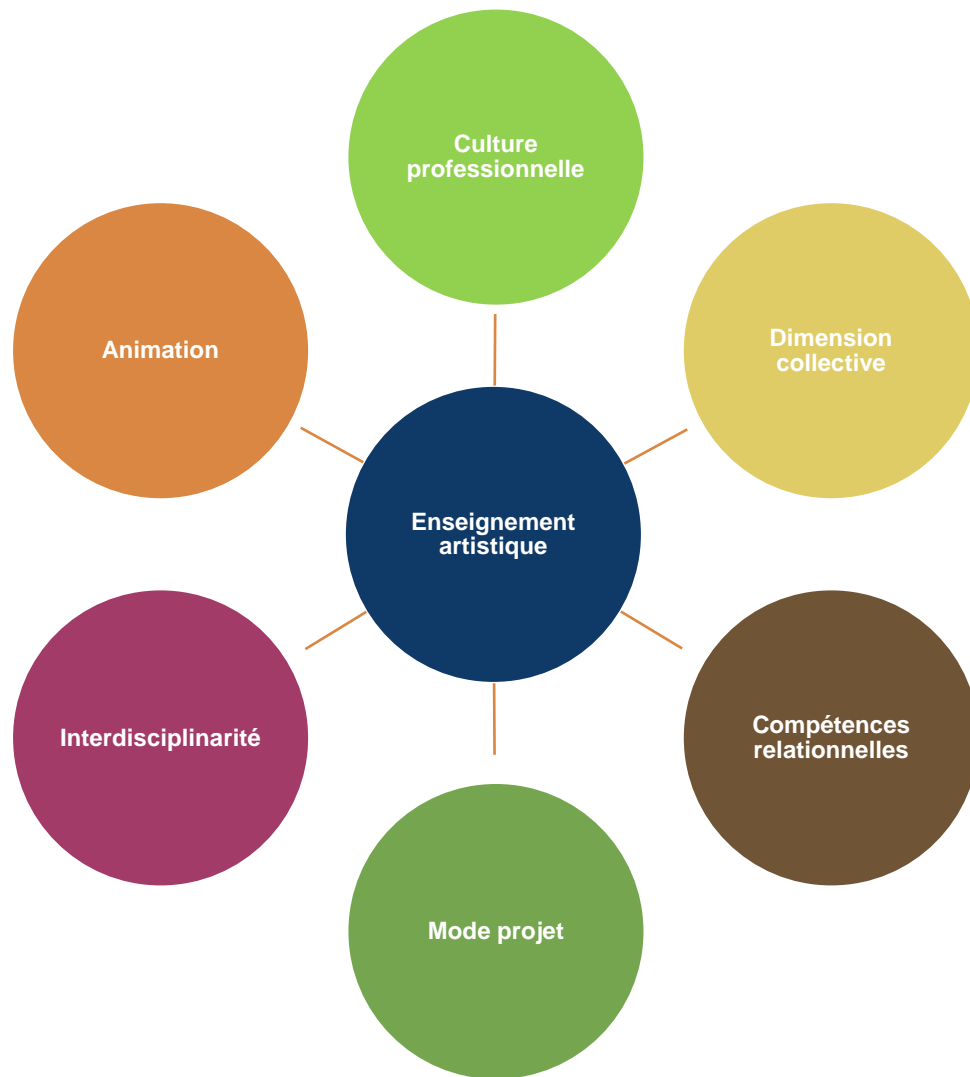 Culture
professionnelle
Animation
Dimension
collective
Enseignement
artistique
Interdisciplinarité
Compétences
relationnelles
Mode projet